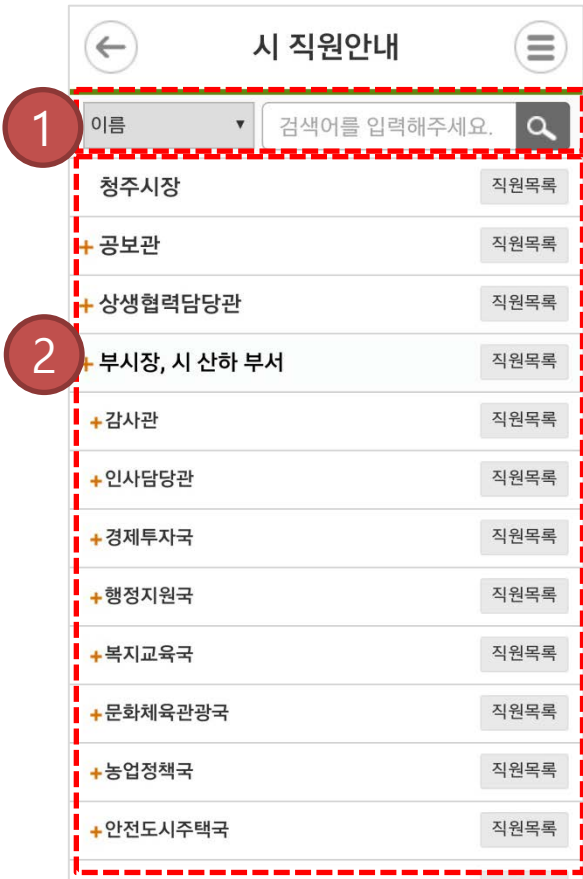 시 직원안내
1
이름 ▼ 검색어를 입력해주세요.
청주시장 직원목록
+ 공보관 직원목록
+ 상생협력담당관 직원목록
2
+ 부시장, 시 산하 부서 직원목록
+감사관 직원목록
+인사담당관 직원목록
+경제투자국 직원목록
+행정지원국 직원목록
+복지교육국 직원목록
+문화체육관광국 직원목록
+농업정책국 직원목록
+안전도시주택국 직원목록